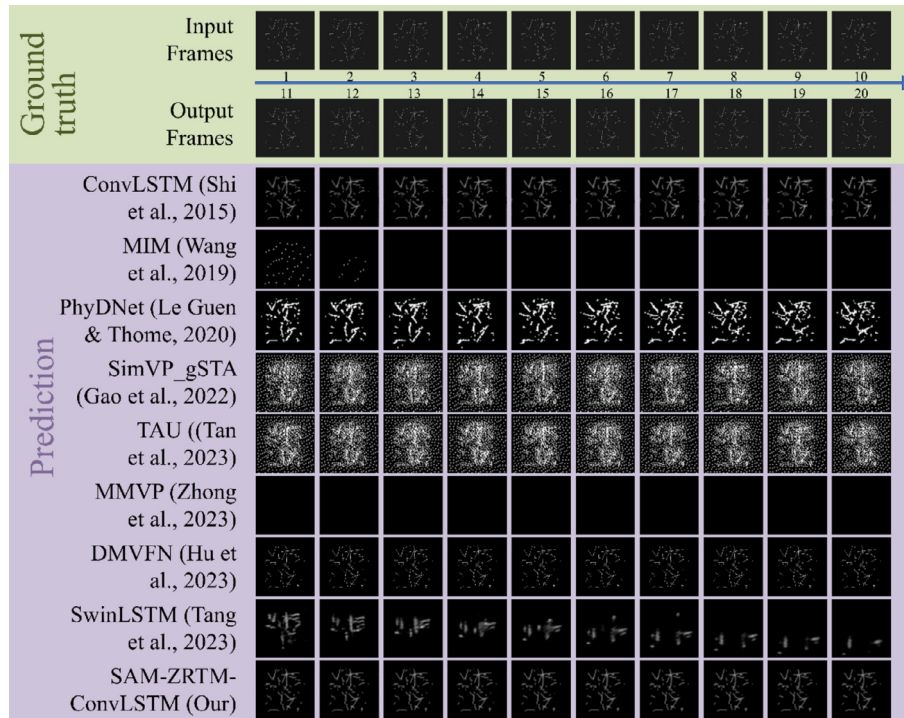 Ground
truth
Input
Frames
1 2 3 4 5 6 7 8 9 10
11 12 13 14 15 16 17 18 19 20
Output
Frames
Prediction
ConvLSTM (Shi
et al., 2015)
MIM (Wang
et al., 2019)
PhyDNet (Le Guen
& Thome, 2020)
SimVP_gSTA
(Gao et al., 2022)
TAU ((Tan
et al., 2023)
MMVP (Zhong
et al., 2023)
DMVFN (Hu et
al., 2023)
SwinLSTM (Tang
et al., 2023)
SAM-ZRTM-
ConvLSTM (Our)